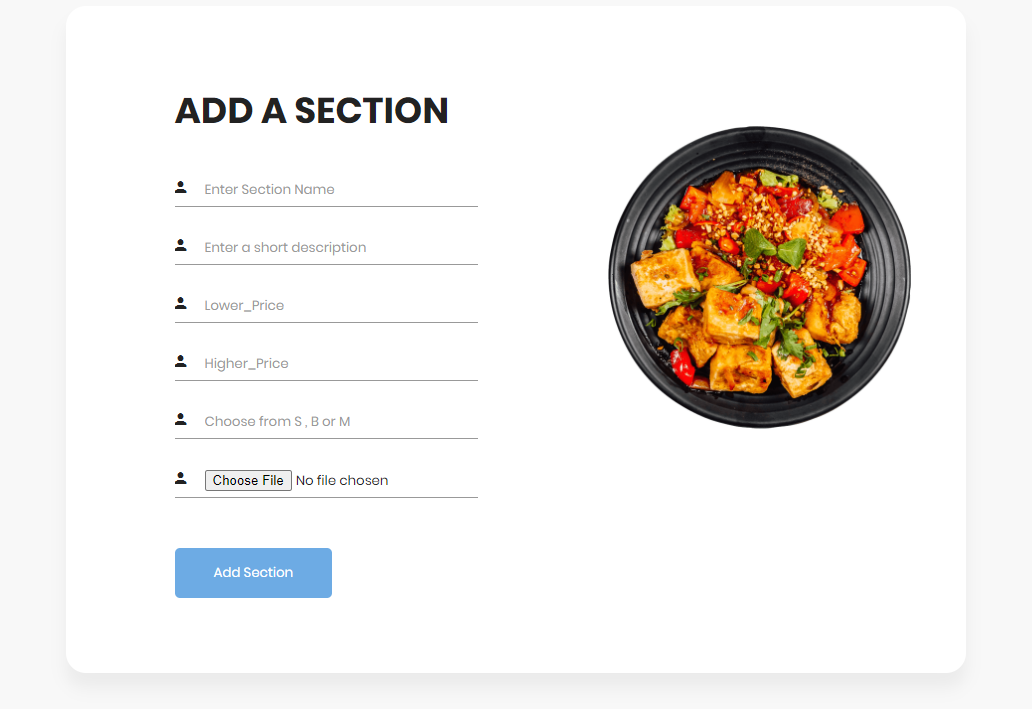 ADD A SECTION
Enter Section Name
Enter a short description
Lower_Price
Higher_Price
Choose from S , B or M
Choose File No file chosen
Add Section